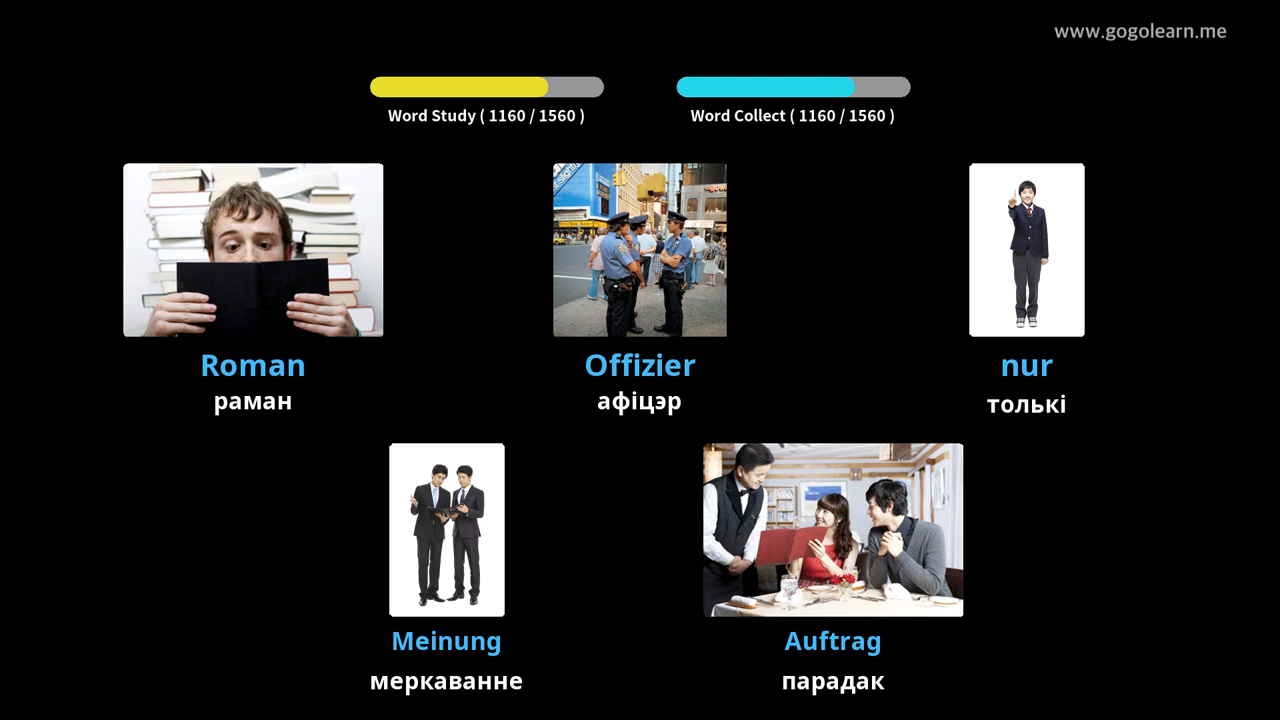 www.gogolearn.me
Word Study ( 1160 / 1560 )
Word Collect ( 1160 / 1560 )
Roman
раман
Offizier
афіцэр
nur
толькі
Meinung
меркаванне
Auftrag
парадак